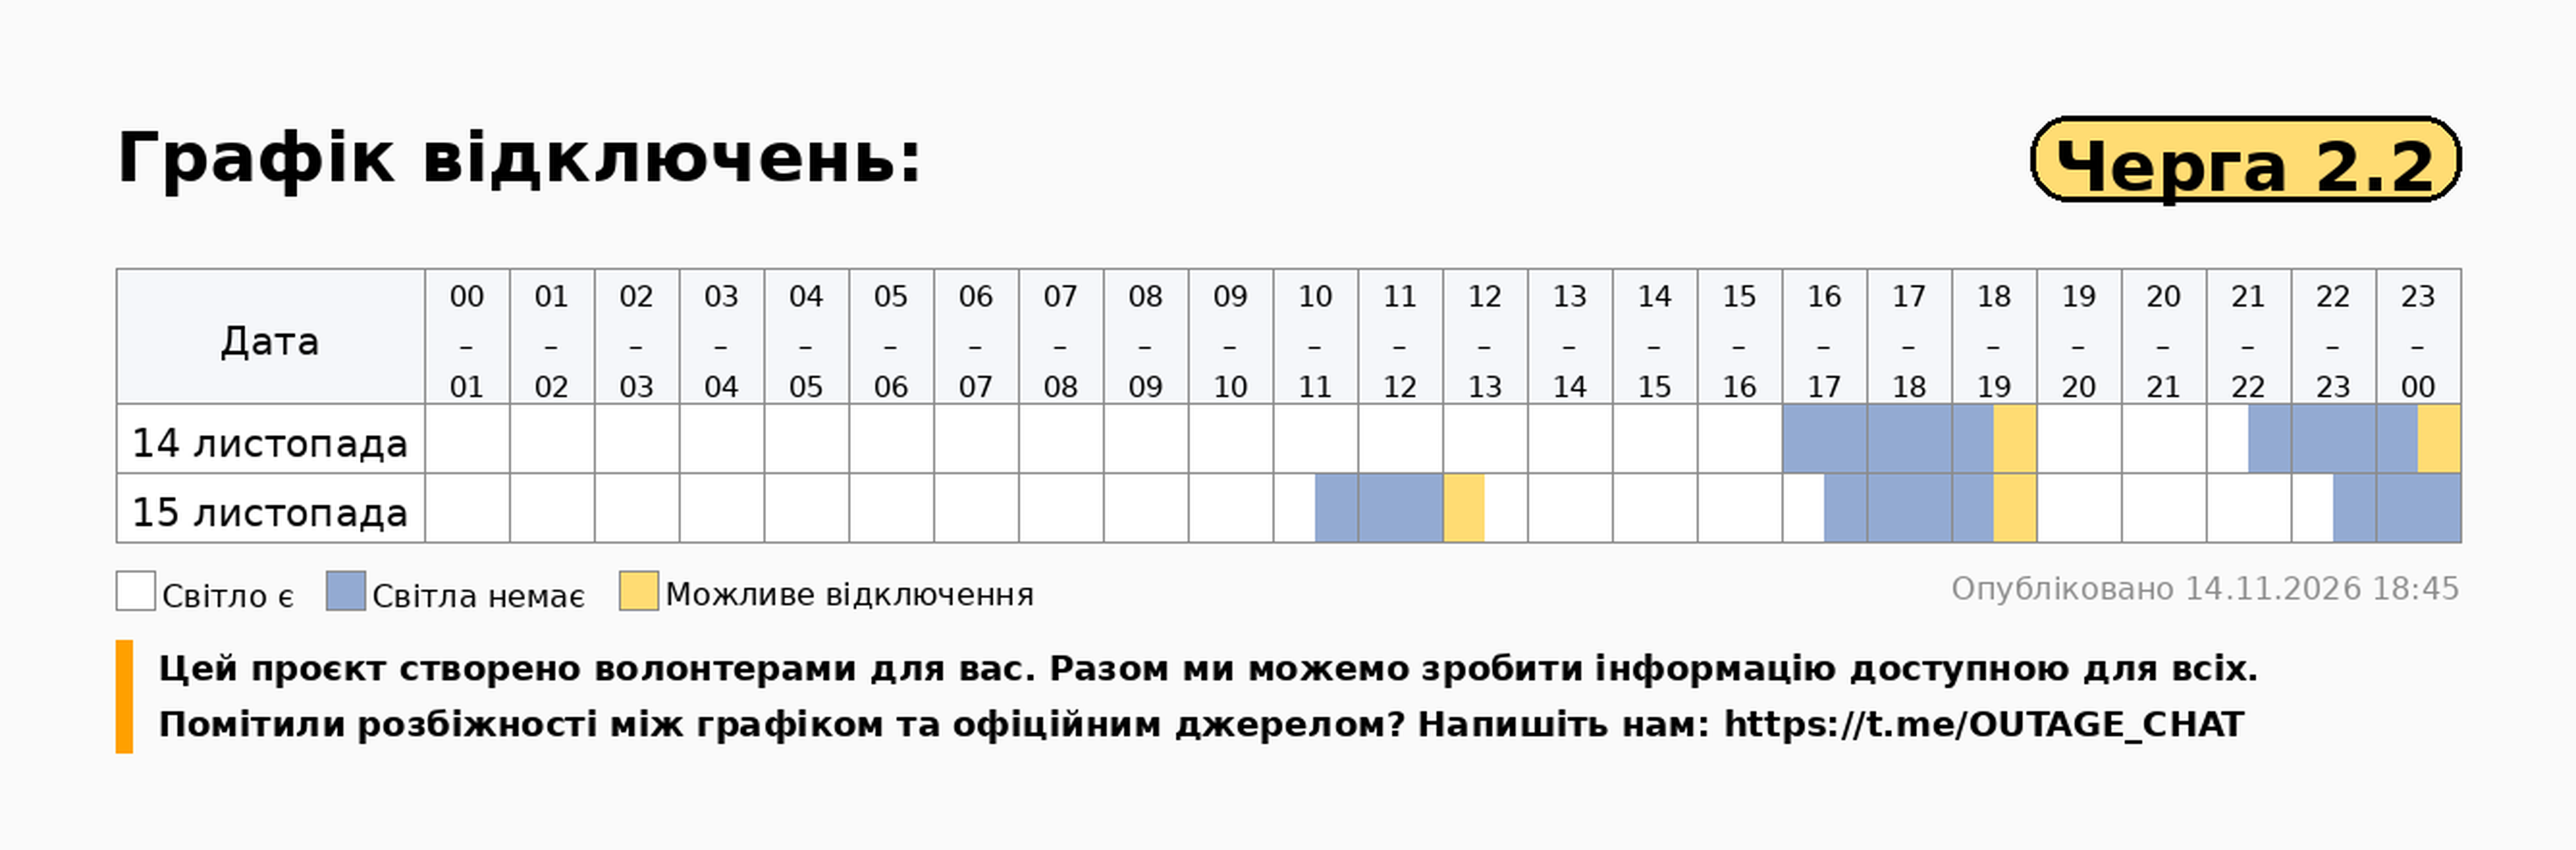 Графік відключень:
Черга 2.2
Дата
00 – 01
01 – 02
02 – 03
03 – 04
04 – 05
05 – 06
06 – 07
07 – 08
08 – 09
09 – 10
10 – 11
11 – 12
12 – 13
13 – 14
14 – 15
15 – 16
16 – 17
17 – 18
18 – 19
19 – 20
20 – 21
21 – 22
22 – 23
23 – 00
14 листопада
15 листопада
Світло є
Світла немає
Можливе відключення
Опубліковано 14.11.2026 18:45
Цей проєкт створено волонтерами для вас. Разом ми можемо зробити інформацію доступною для всіх.
Помітили розбіжності між графіком та офіційним джерелом? Напишіть нам: https://t.me/OUTAGE_CHAT